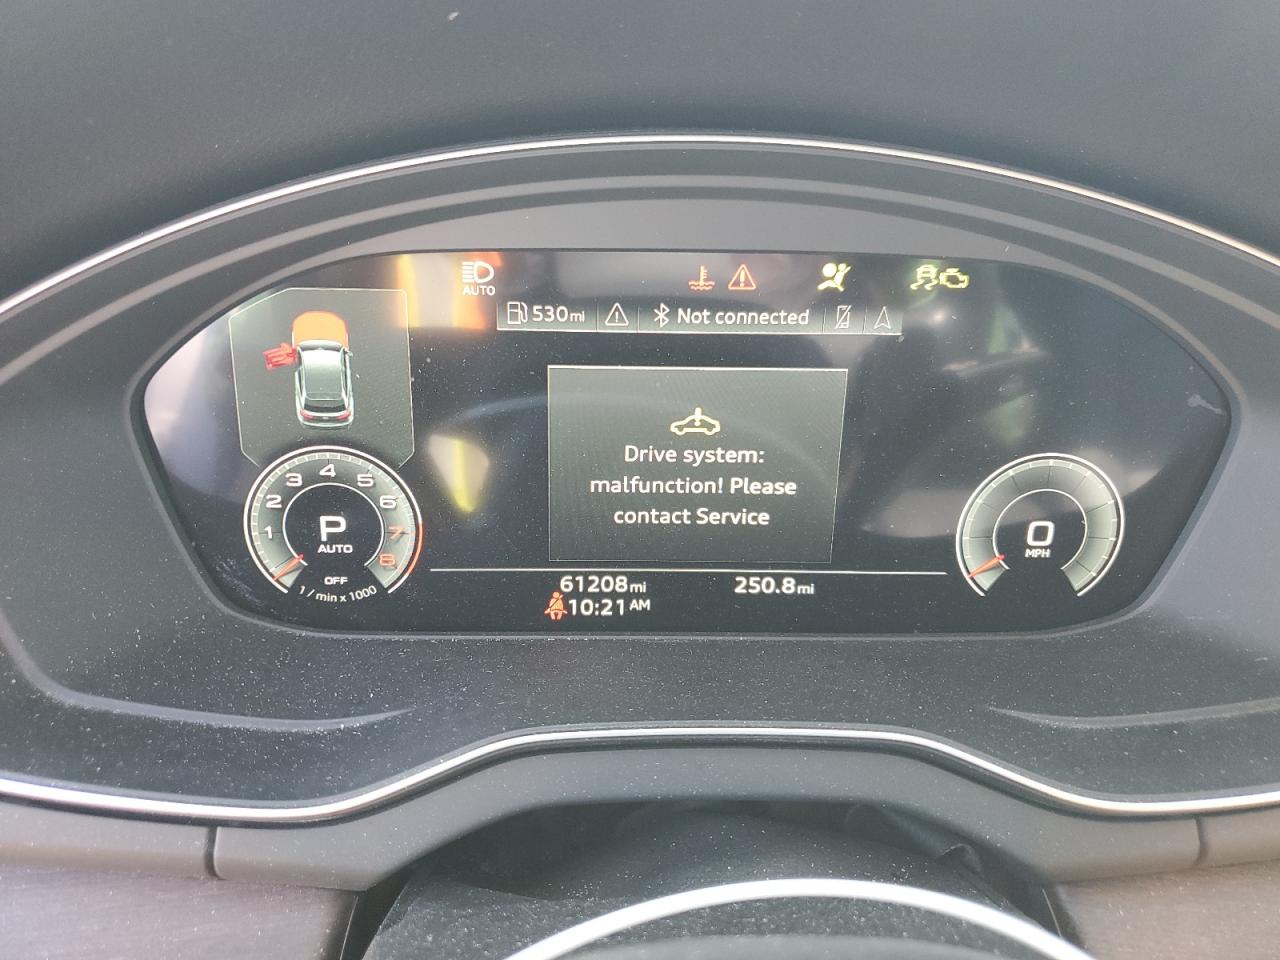 AUTO
530mi
Not connected
Drive system:
malfunction! Please
contact Service
1 2 3 4 5 6 7 8
P
AUTO
OFF
1 / min x 1000
0
MPH
61208mi
250.8mi
10:21AM